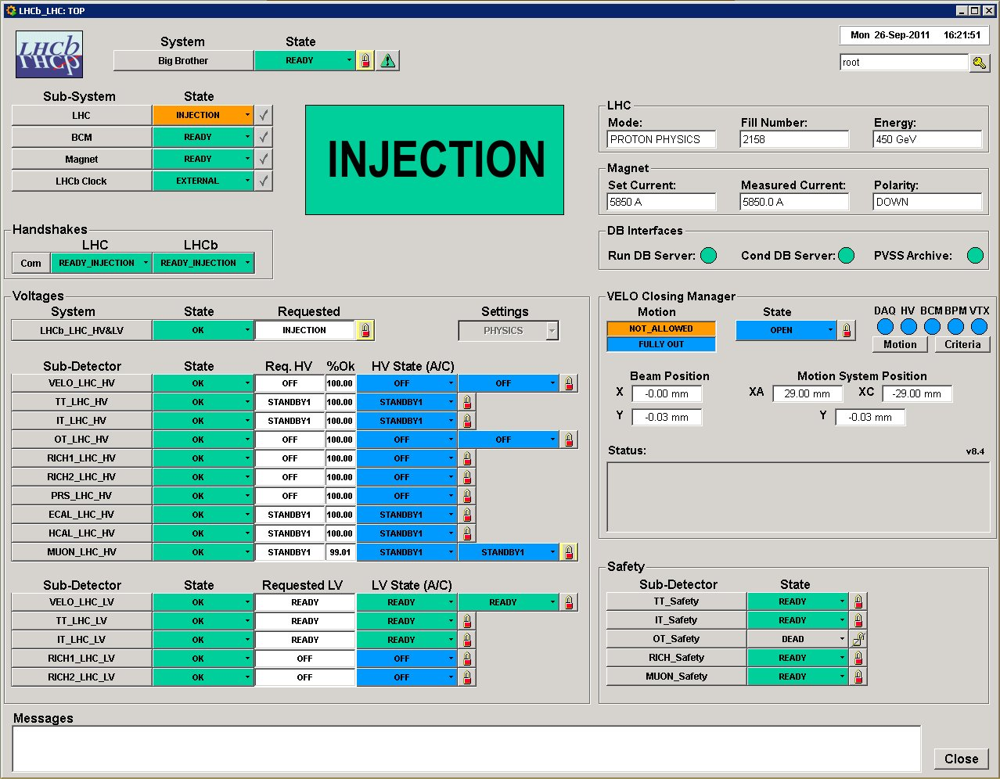 LHCb_LHC: TOP
LHCb
System State
Big Brother READY
Mon 26-Sep-2011 16:21:51
root
Sub-System State
LHC INJECTION
BCM READY
Magnet READY
LHCb Clock EXTERNAL
INJECTION
LHC
Mode: Fill Number: Energy:
PROTON PHYSICS 2158 450 GeV
Magnet
Set Current: Measured Current: Polarity:
5850 A 5850.0 A DOWN
Handshakes
LHC LHCb
Com READY_INJECTION READY_INJECTION
DB Interfaces
Run DB Server: Cond DB Server: PVSS Archive:
Voltages
System State Requested Settings
LHCb_LHC_HV&LV OK INJECTION PHYSICS
Sub-Detector State Req. HV %Ok HV State (A/C)
VELO_LHC_HV OK OFF 100.00 OFF OFF
TT_LHC_HV OK STANDBY1 100.00 STANDBY1
IT_LHC_HV OK STANDBY1 100.00 STANDBY1
OT_LHC_HV OK OFF 100.00 OFF OFF
RICH1_LHC_HV OK OFF 100.00 OFF
RICH2_LHC_HV OK OFF 100.00 OFF
PRS_LHC_HV OK OFF 100.00 OFF
ECAL_LHC_HV OK STANDBY1 100.00 STANDBY1
HCAL_LHC_HV OK STANDBY1 100.00 STANDBY1
MUON_LHC_HV OK STANDBY1 99.01 STANDBY1 STANDBY1
Sub-Detector State Requested LV LV State (A/C)
VELO_LHC_LV OK READY READY READY
TT_LHC_LV OK READY READY
IT_LHC_LV OK READY READY
RICH1_LHC_LV OK OFF OFF
RICH2_LHC_LV OK OFF OFF
VELO Closing Manager
Motion State DAQ HV BCM BPM VTX
NOT_ALLOWED OPEN
FULLY OUT Motion Criteria
Beam Position Motion System Position
X -0.00 mm XA 29.00 mm XC -29.00 mm
Y -0.03 mm Y -0.03 mm
Status: v8.4
Safety
Sub-Detector State
TT_Safety READY
IT_Safety READY
OT_Safety DEAD
RICH_Safety READY
MUON_Safety READY
Messages
Close